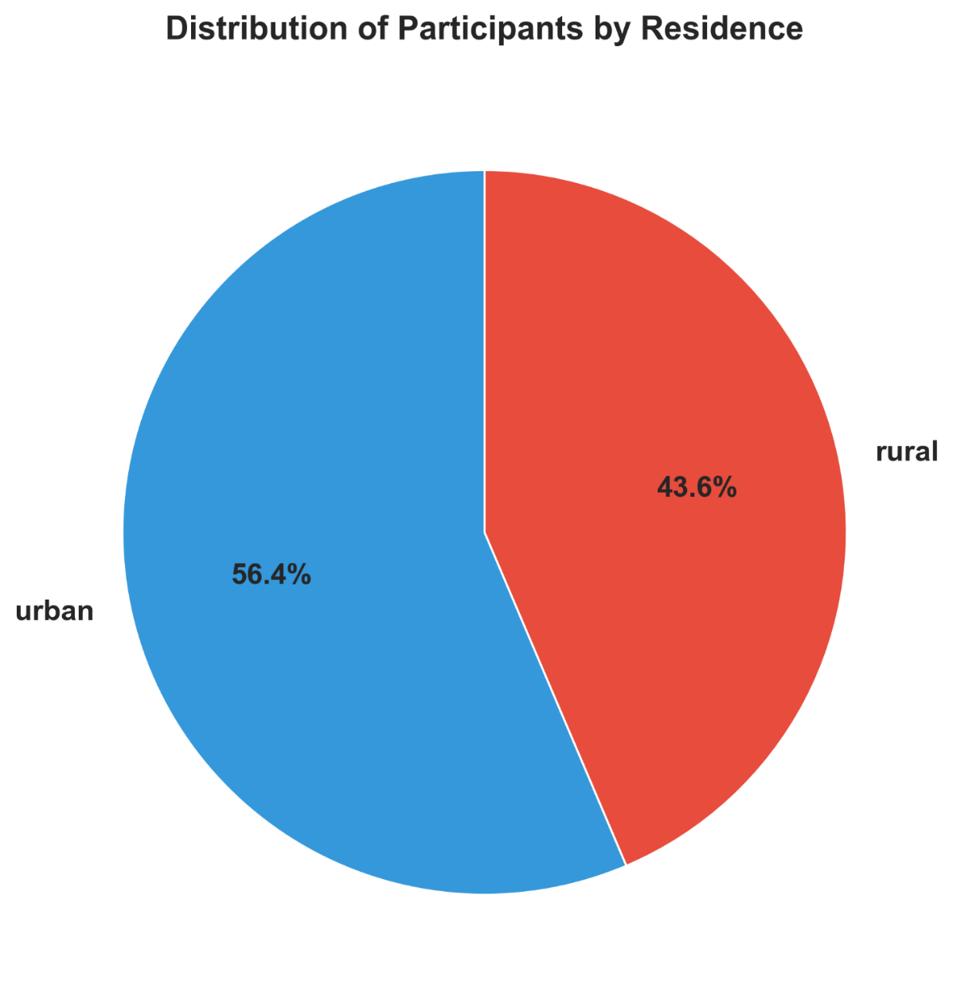 Distribution of Participants by Residence
rural
43.6%
56.4%
urban